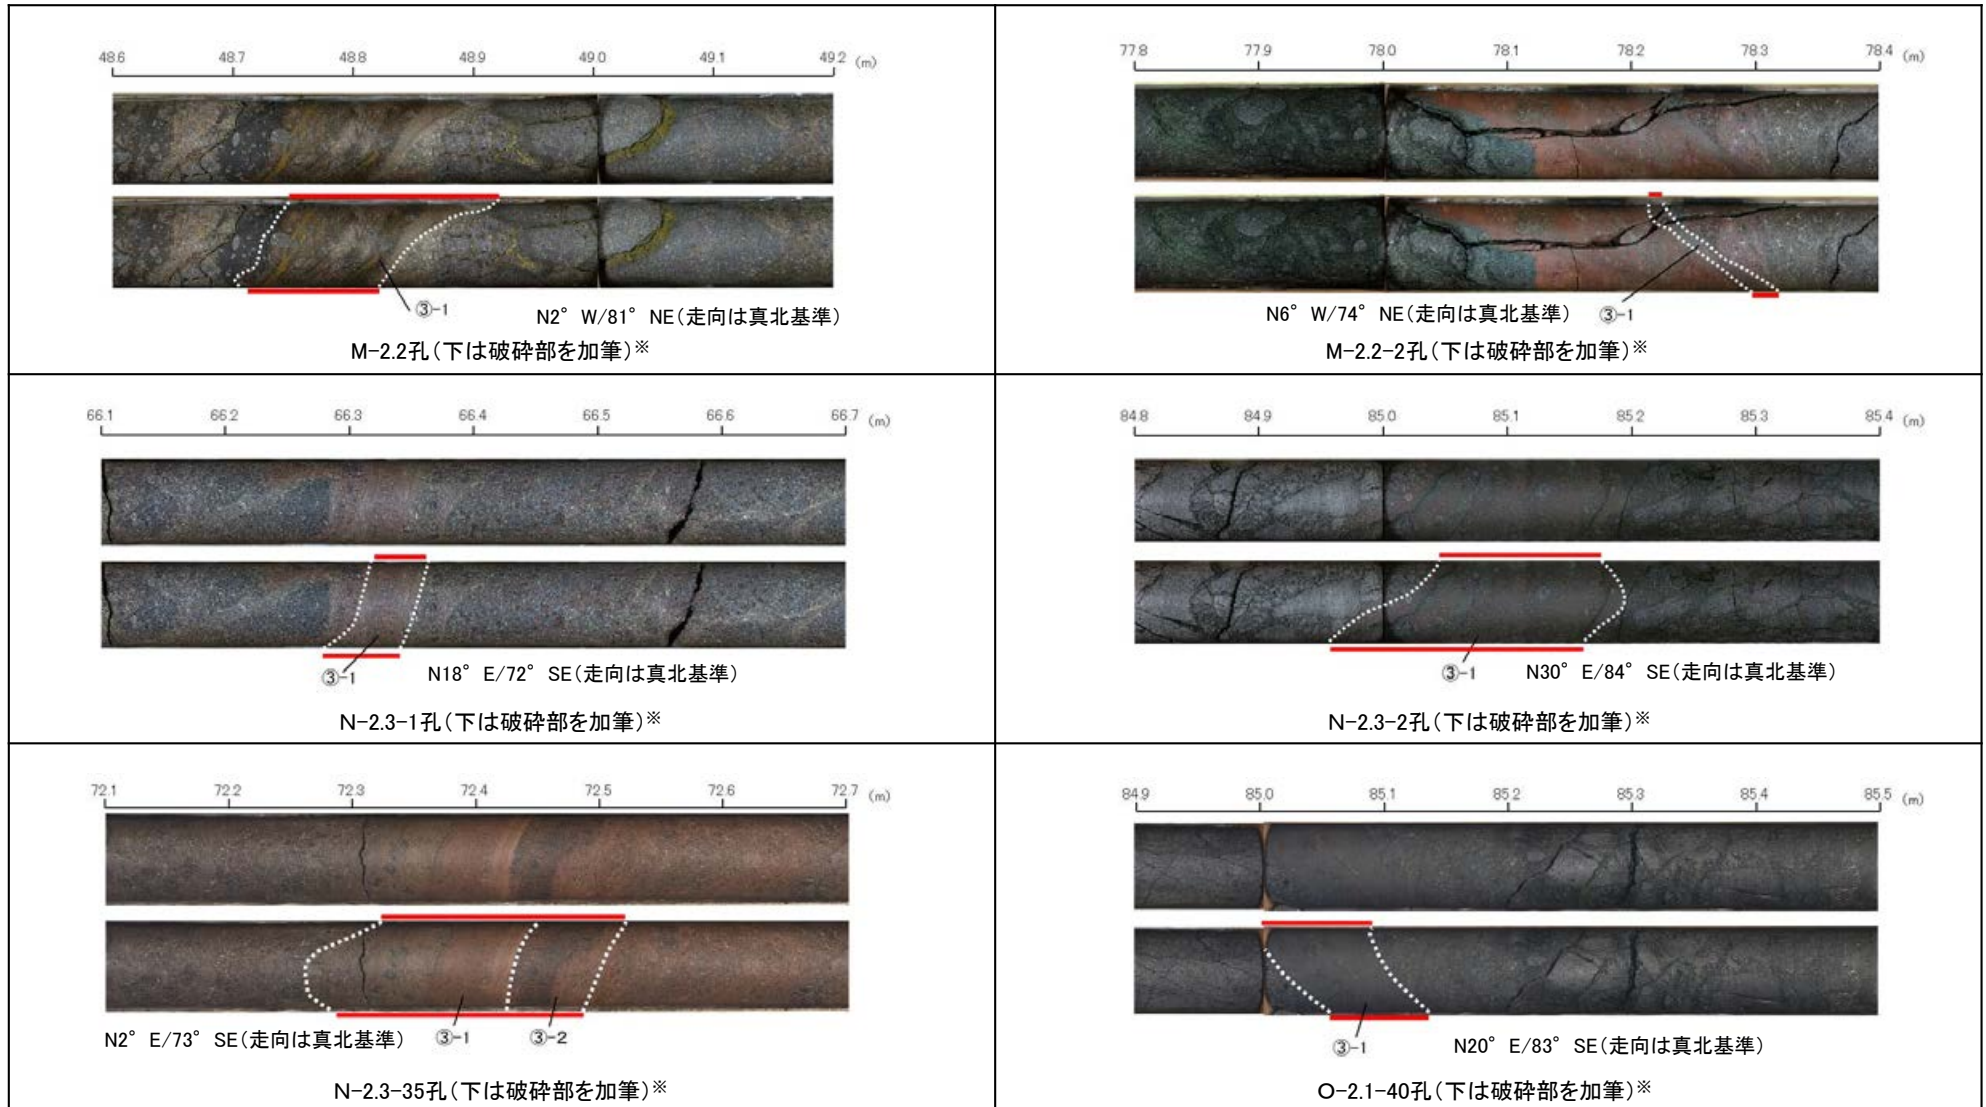 48.6 48.7 48.8 48.9 49.0 49.1 49.2 (m)
③-1
N2° W/81° NE(走向は真北基準)
M-2.2孔(下は破砕部を加筆)※
77.8 77.9 78.0 78.1 78.2 78.3 78.4 (m)
N6° W/74° NE(走向は真北基準) ③-1
M-2.2-2孔(下は破砕部を加筆)※
66.1 66.2 66.3 66.4 66.5 66.6 66.7 (m)
③-1 N18° E/72° SE(走向は真北基準)
N-2.3-1孔(下は破砕部を加筆)※
84.8 84.9 85.0 85.1 85.2 85.3 85.4 (m)
③-1 N30° E/84° SE(走向は真北基準)
N-2.3-2孔(下は破砕部を加筆)※
72.1 72.2 72.3 72.4 72.5 72.6 72.7 (m)
N2° E/73° SE(走向は真北基準) ③-1 ③-2
N-2.3-35孔(下は破砕部を加筆)※
84.9 85.0 85.1 85.2 85.3 85.4 85.5 (m)
③-1 N20° E/83° SE(走向は真北基準)
O-2.1-40孔(下は破砕部を加筆)※